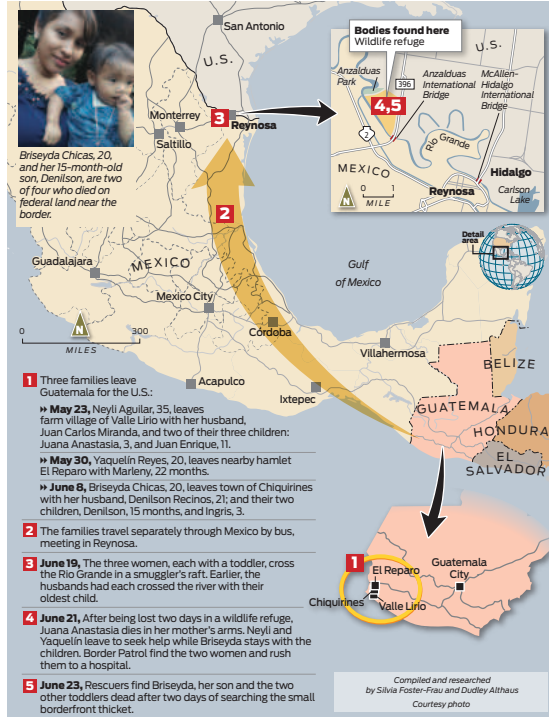 San Antonio
U.S.
Monterrey
Saltillo
3
Reynosa
Briseyda Chicas, 20,
and her 15-month-old
son, Denilson, are two
of four who died on
federal land near the
border.
Bodies found here
Wildlife refuge
U.S.
Anzalduas
Park
396
Anzalduas
International
Bridge
McAllen-
Hidalgo
International
Bridge
4,5
2
Rio Grande
MEXICO
Hidalgo
Reynosa
Carlson
Lake
N
0 1
MILE
2
Guadalajara
MEXICO
Mexico City
Córdoba
Gulf
of Mexico
Detail
area
N
0 300
MILES
Villahermosa
Acapulco
Ixtepec
BELIZE
GUATEMALA
HONDURA
EL
SALVADOR
1 Three families leave
Guatemala for the U.S.:
›› May 23, Neyli Aguilar, 35, leaves
farm village of Valle Lirio with her husband,
Juan Carlos Miranda, and two of their three children:
Juana Anastasia, 3, and Juan Enrique, 11.
›› May 30, Yaquelín Reyes, 20, leaves nearby hamlet
El Reparo with Marleny, 22 months.
›› June 8, Briseyda Chicas, 20, leaves town of Chiquirines
with her husband, Denilson Recinos, 21; and their two
children, Denilson, 15 months, and Ingris, 3.
2 The families travel separately through Mexico by bus,
meeting in Reynosa.
3 June 19, The three women, each with a toddler, cross
the Rio Grande in a smuggler's raft. Earlier, the
husbands had each crossed the river with their
oldest child.
4 June 21, After being lost two days in a wildlife refuge,
Juana Anastasia dies in her mother's arms. Neyli and
Yaquelín leave to seek help while Briseyda stays with the
children. Border Patrol find the two women and rush
them to a hospital.
5 June 23, Rescuers find Briseyda, her son and the two
other toddlers dead after two days of searching the small
borderfront thicket.
1
El Reparo
Guatemala
City
Chiquirines
Valle Lirio
Compiled and researched
by Silvia Foster-Frau and Dudley Althaus
Courtesy photo